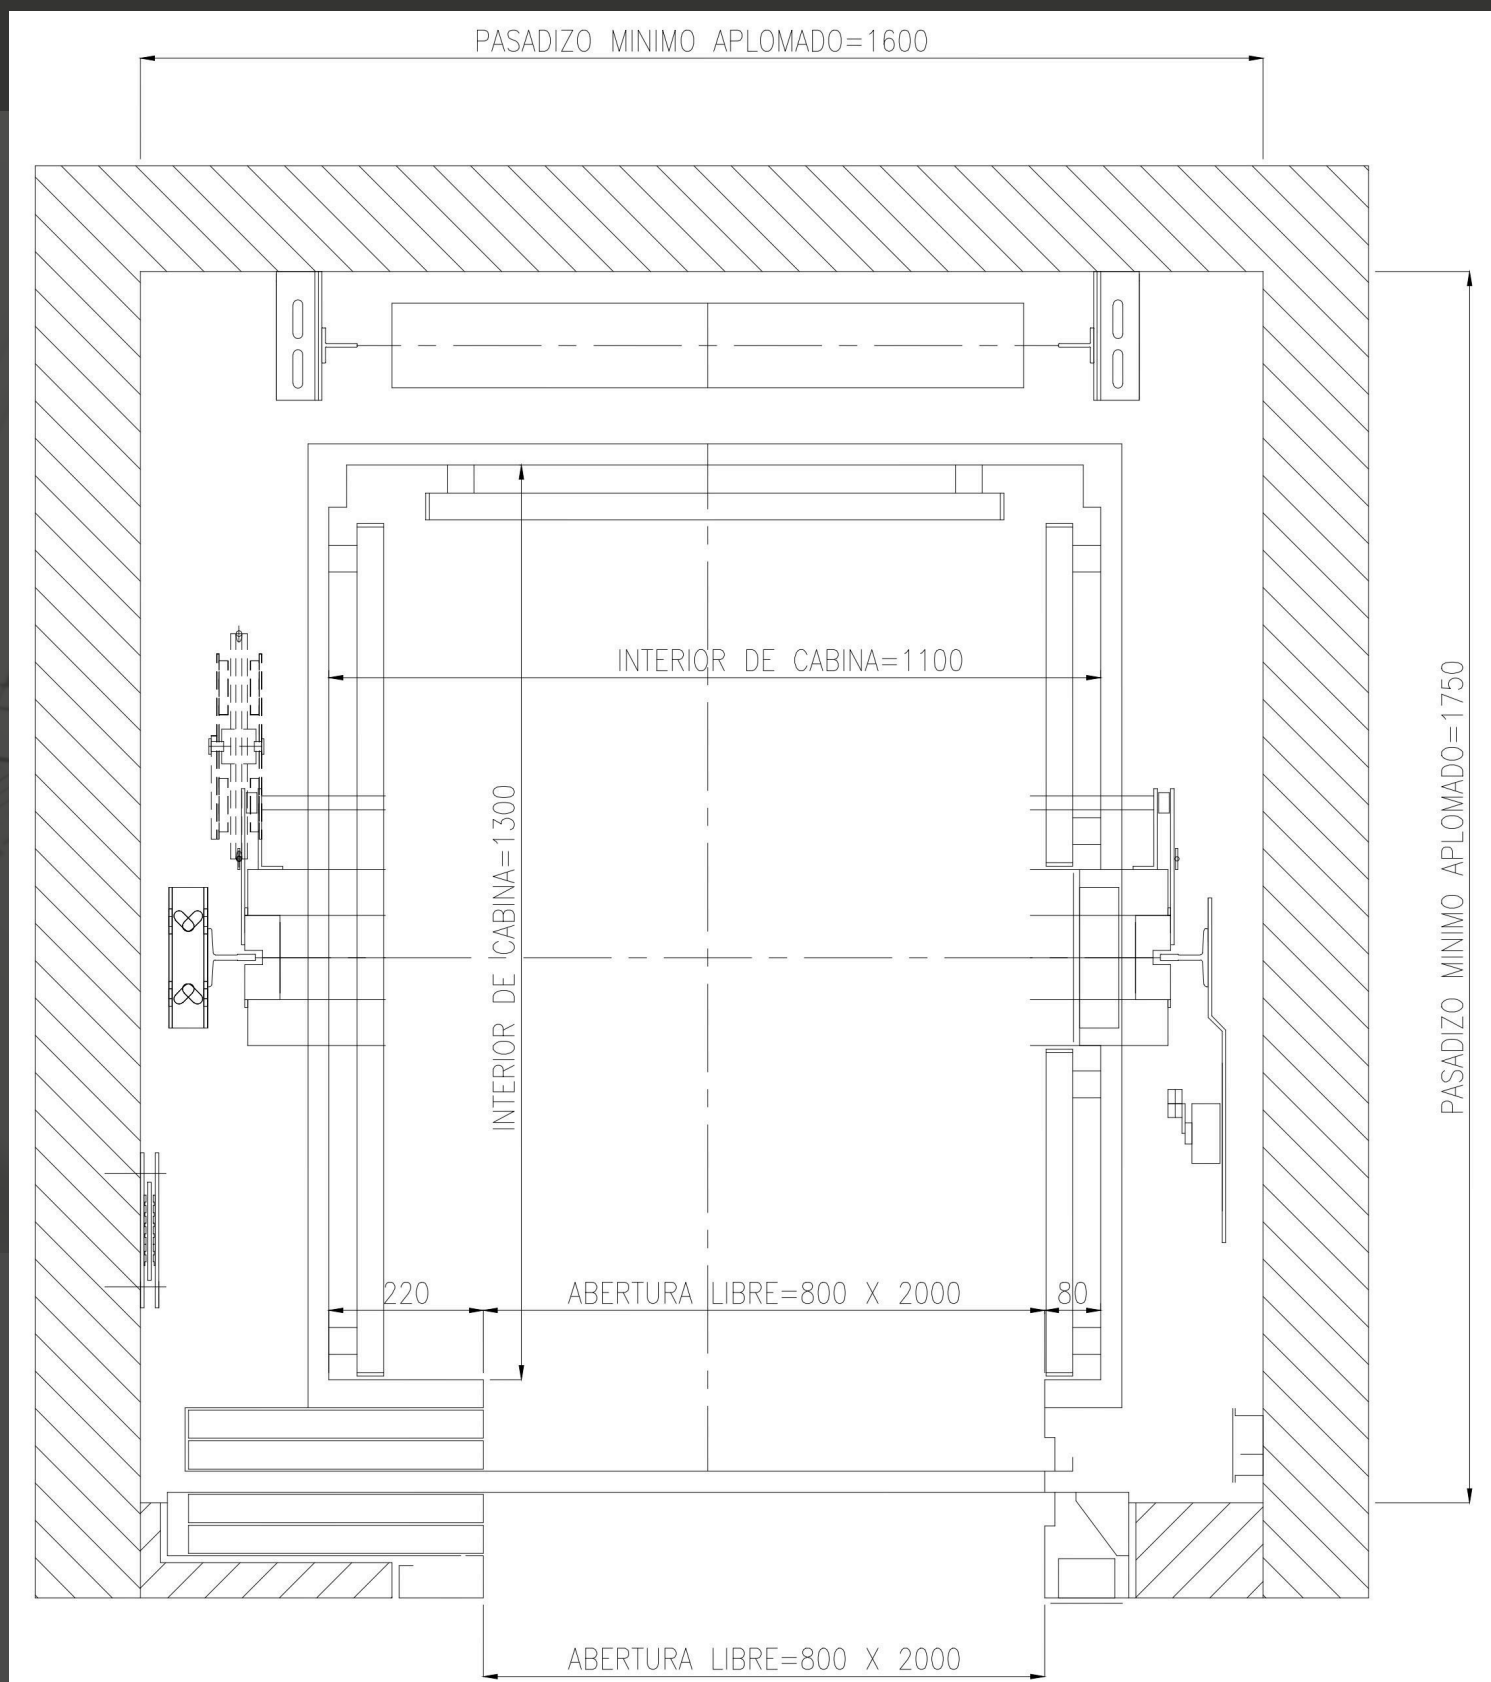 PASADIZO MINIMO APLOMADO=1600
INTERIOR DE CABINA=1100
PASADIZO MINIMO APLOMADO=1750
INTERIOR DE CABINA=1300
220
ABERTURA LIBRE=800 X 2000
80
ABERTURA LIBRE=800 X 2000